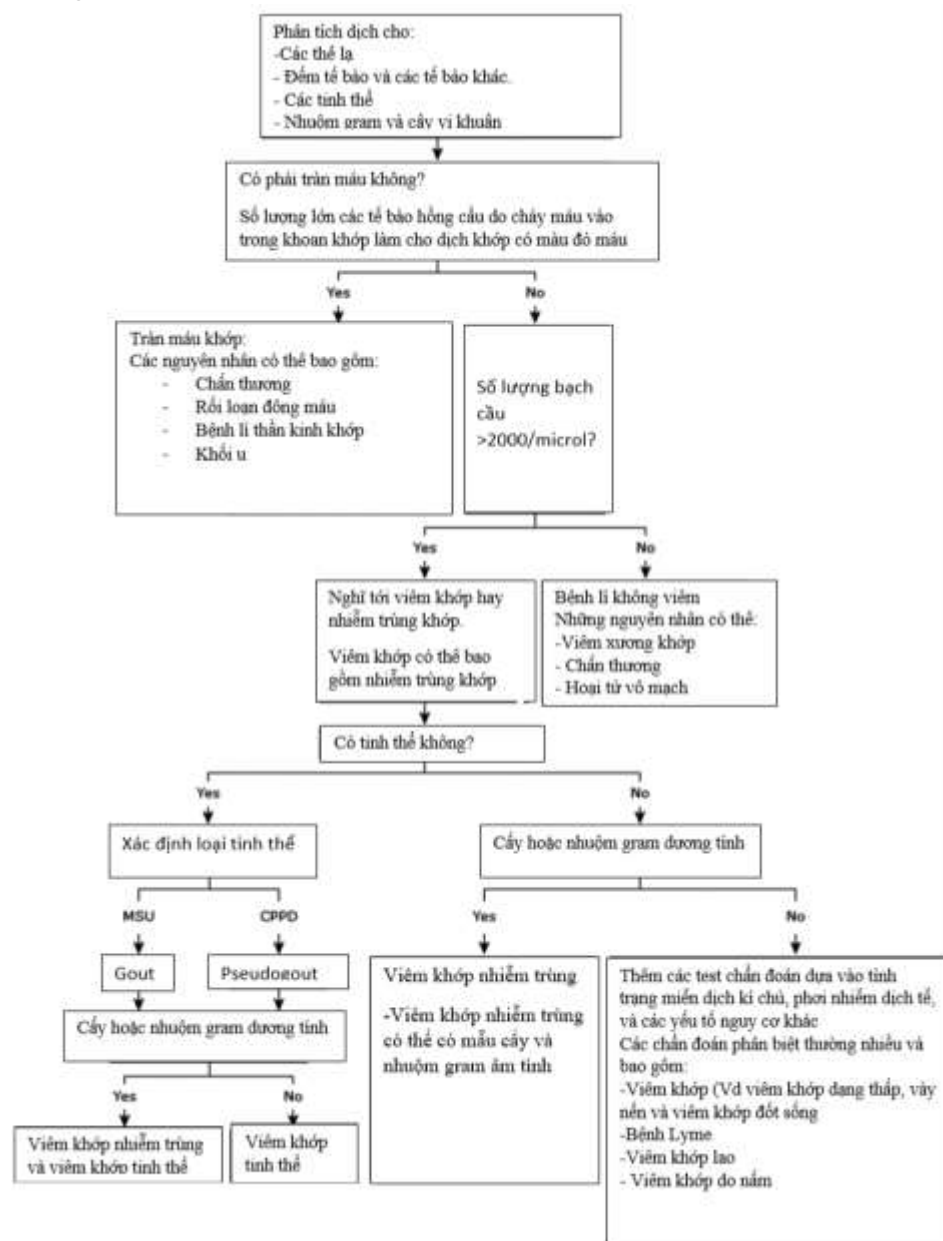 Phân tích dịch cho:
-Các thể lạ
- Đếm tế bào và các tế bào khác.
- Các tinh thể
- Nhuộm gram và cấy vi khuẩn
Có phải tràn máu không?
Số lượng lớn các tế bào hồng cầu do chảy máu vào
trong khoan khớp làm cho dịch khớp có màu đỏ máu
Yes
No
Tràn máu khớp:
Các nguyên nhân có thể bao gồm:
- Chấn thương
- Rối loạn đông máu
- Bệnh lí thần kinh khớp
- Khối u
Số lượng bạch
cầu
>2000/microl?
Yes
No
Nghĩ tới viêm khớp hay
nhiễm trùng khớp.
Viêm khớp có thể bao
gồm nhiễm trùng khớp
Bệnh lí không viêm
Những nguyên nhân có thể:
-Viêm xương khớp
- Chấn thương
- Hoại tử vô mạch
Có tinh thể không?
Yes
No
Xác định loại tinh thể
Cấy hoặc nhuộm gram dương tính
MSU
CPPD
Yes
No
Gout
Pseudogout
Cấy hoặc nhuộm gram dương tính
Yes
No
Viêm khớp nhiễm trùng
và viêm khớp tinh thể
Viêm khớp
tinh thể
Viêm khớp nhiễm trùng
-Viêm khớp nhiễm trùng
có thể có mẫu cấy và
nhuộm gram âm tính
Thêm các test chẩn đoán dựa vào tình
trạng miễn dịch kí chủ, phơi nhiễm dịch tể,
và các yếu tố nguy cơ khác
Các chẩn đoán phân biệt thường nhiều và
bao gồm:
-Viêm khớp (Vd viêm khớp dạng thấp, vảy
nến và viêm khớp đốt sống
-Bệnh Lyme
-Viêm khớp lao
- Viêm khớp do nấm